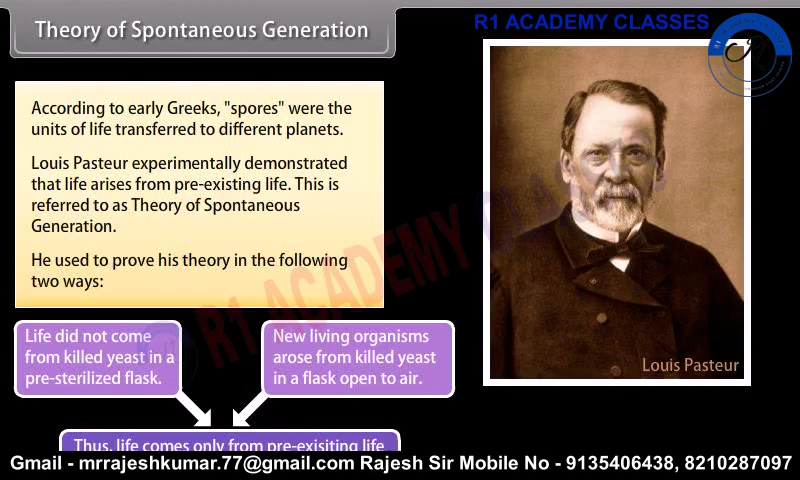 Theory of Spontaneous Generation
R1 ACADEMY CLASSES
According to early Greeks, "spores" were the
units of life transferred to different planets.
Louis Pasteur experimentally demonstrated
that life arises from pre-existing life. This is
referred to as Theory of Spontaneous
Generation.
He used to prove his theory in the following
two ways:
Life did not come
from killed yeast in a
pre-sterilized flask.
New living organisms
arose from killed yeast
in a flask open to air.
Louis Pasteur
Thus, life comes only from pre-exisiting life
R1 ACADEMY CLASSES
Gmail - mrrajeshkumar.77@gmail.com Rajesh Sir Mobile No - 9135406438, 8210287097